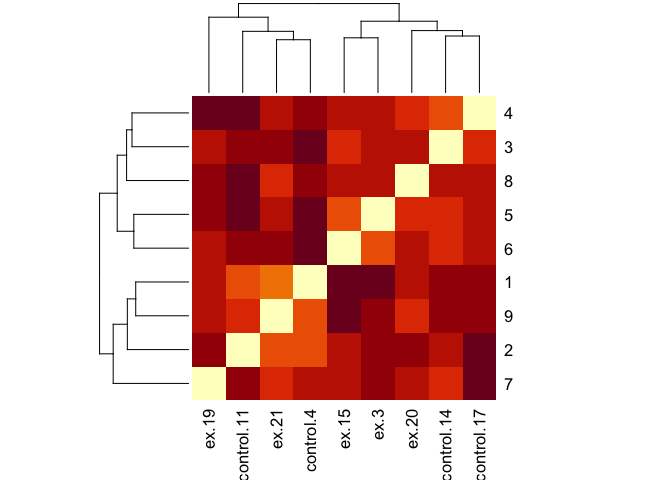 4
3
8
5
6
1
9
2
7
ex.19
control.11
ex.21
control.4
ex.15
ex.3
ex.20
control.14
control.17